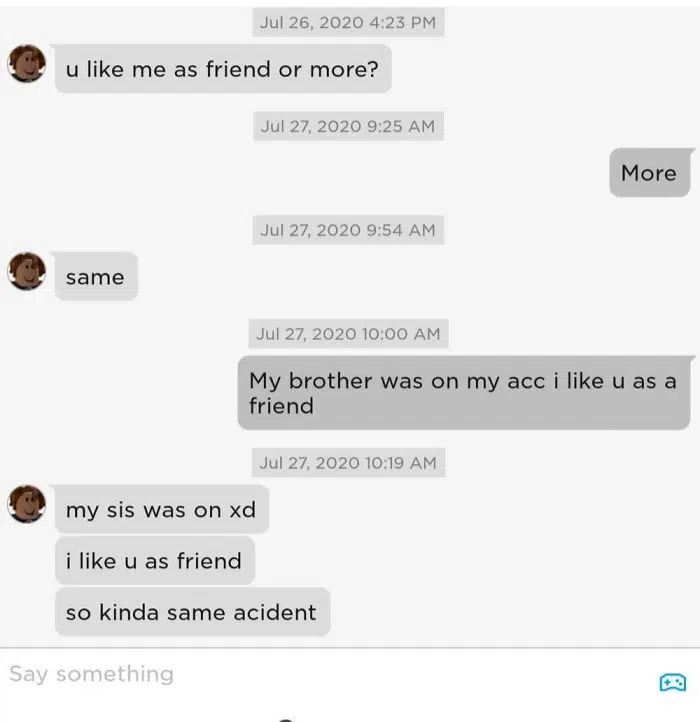 Jul 26, 2020 4:23 PM
u like me as friend or more?
Jul 27, 2020 9:25 AM
More
Jul 27, 2020 9:54 AM
same
Jul 27, 2020 10:00 AM
My brother was on my acc i like u as a
friend
Jul 27, 2020 10:19 AM
my sis was on xd
i like u as friend
so kinda same acident
Say something